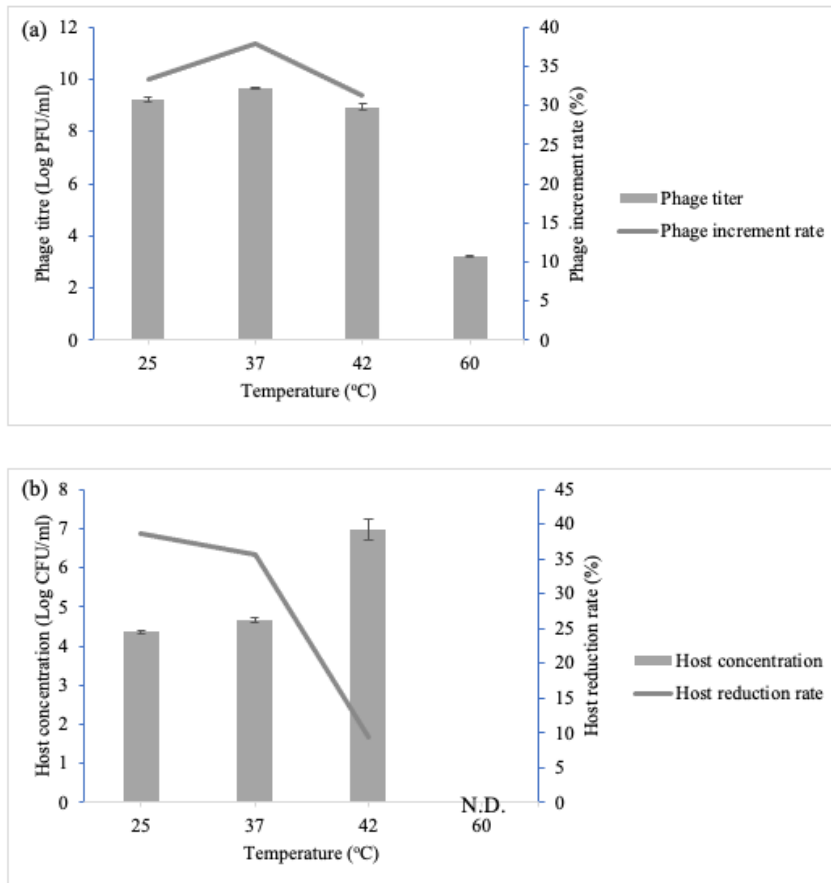 (a)
Phage titre (Log PFU/ml)
12
10
8
6
4
2
0
40
35
30
25
20
15
10
5
0
Phage increment rate (%)
25 37 42 60
Temperature (°C)
Phage titer
Phage increment rate
(b)
Host concentration (Log CFU/ml)
8
7
6
5
4
3
2
1
0
45
40
35
30
25
20
15
10
5
0
Host reduction rate (%)
N.D.
25 37 42 60
Temperature (°C)
Host concentration
Host reduction rate